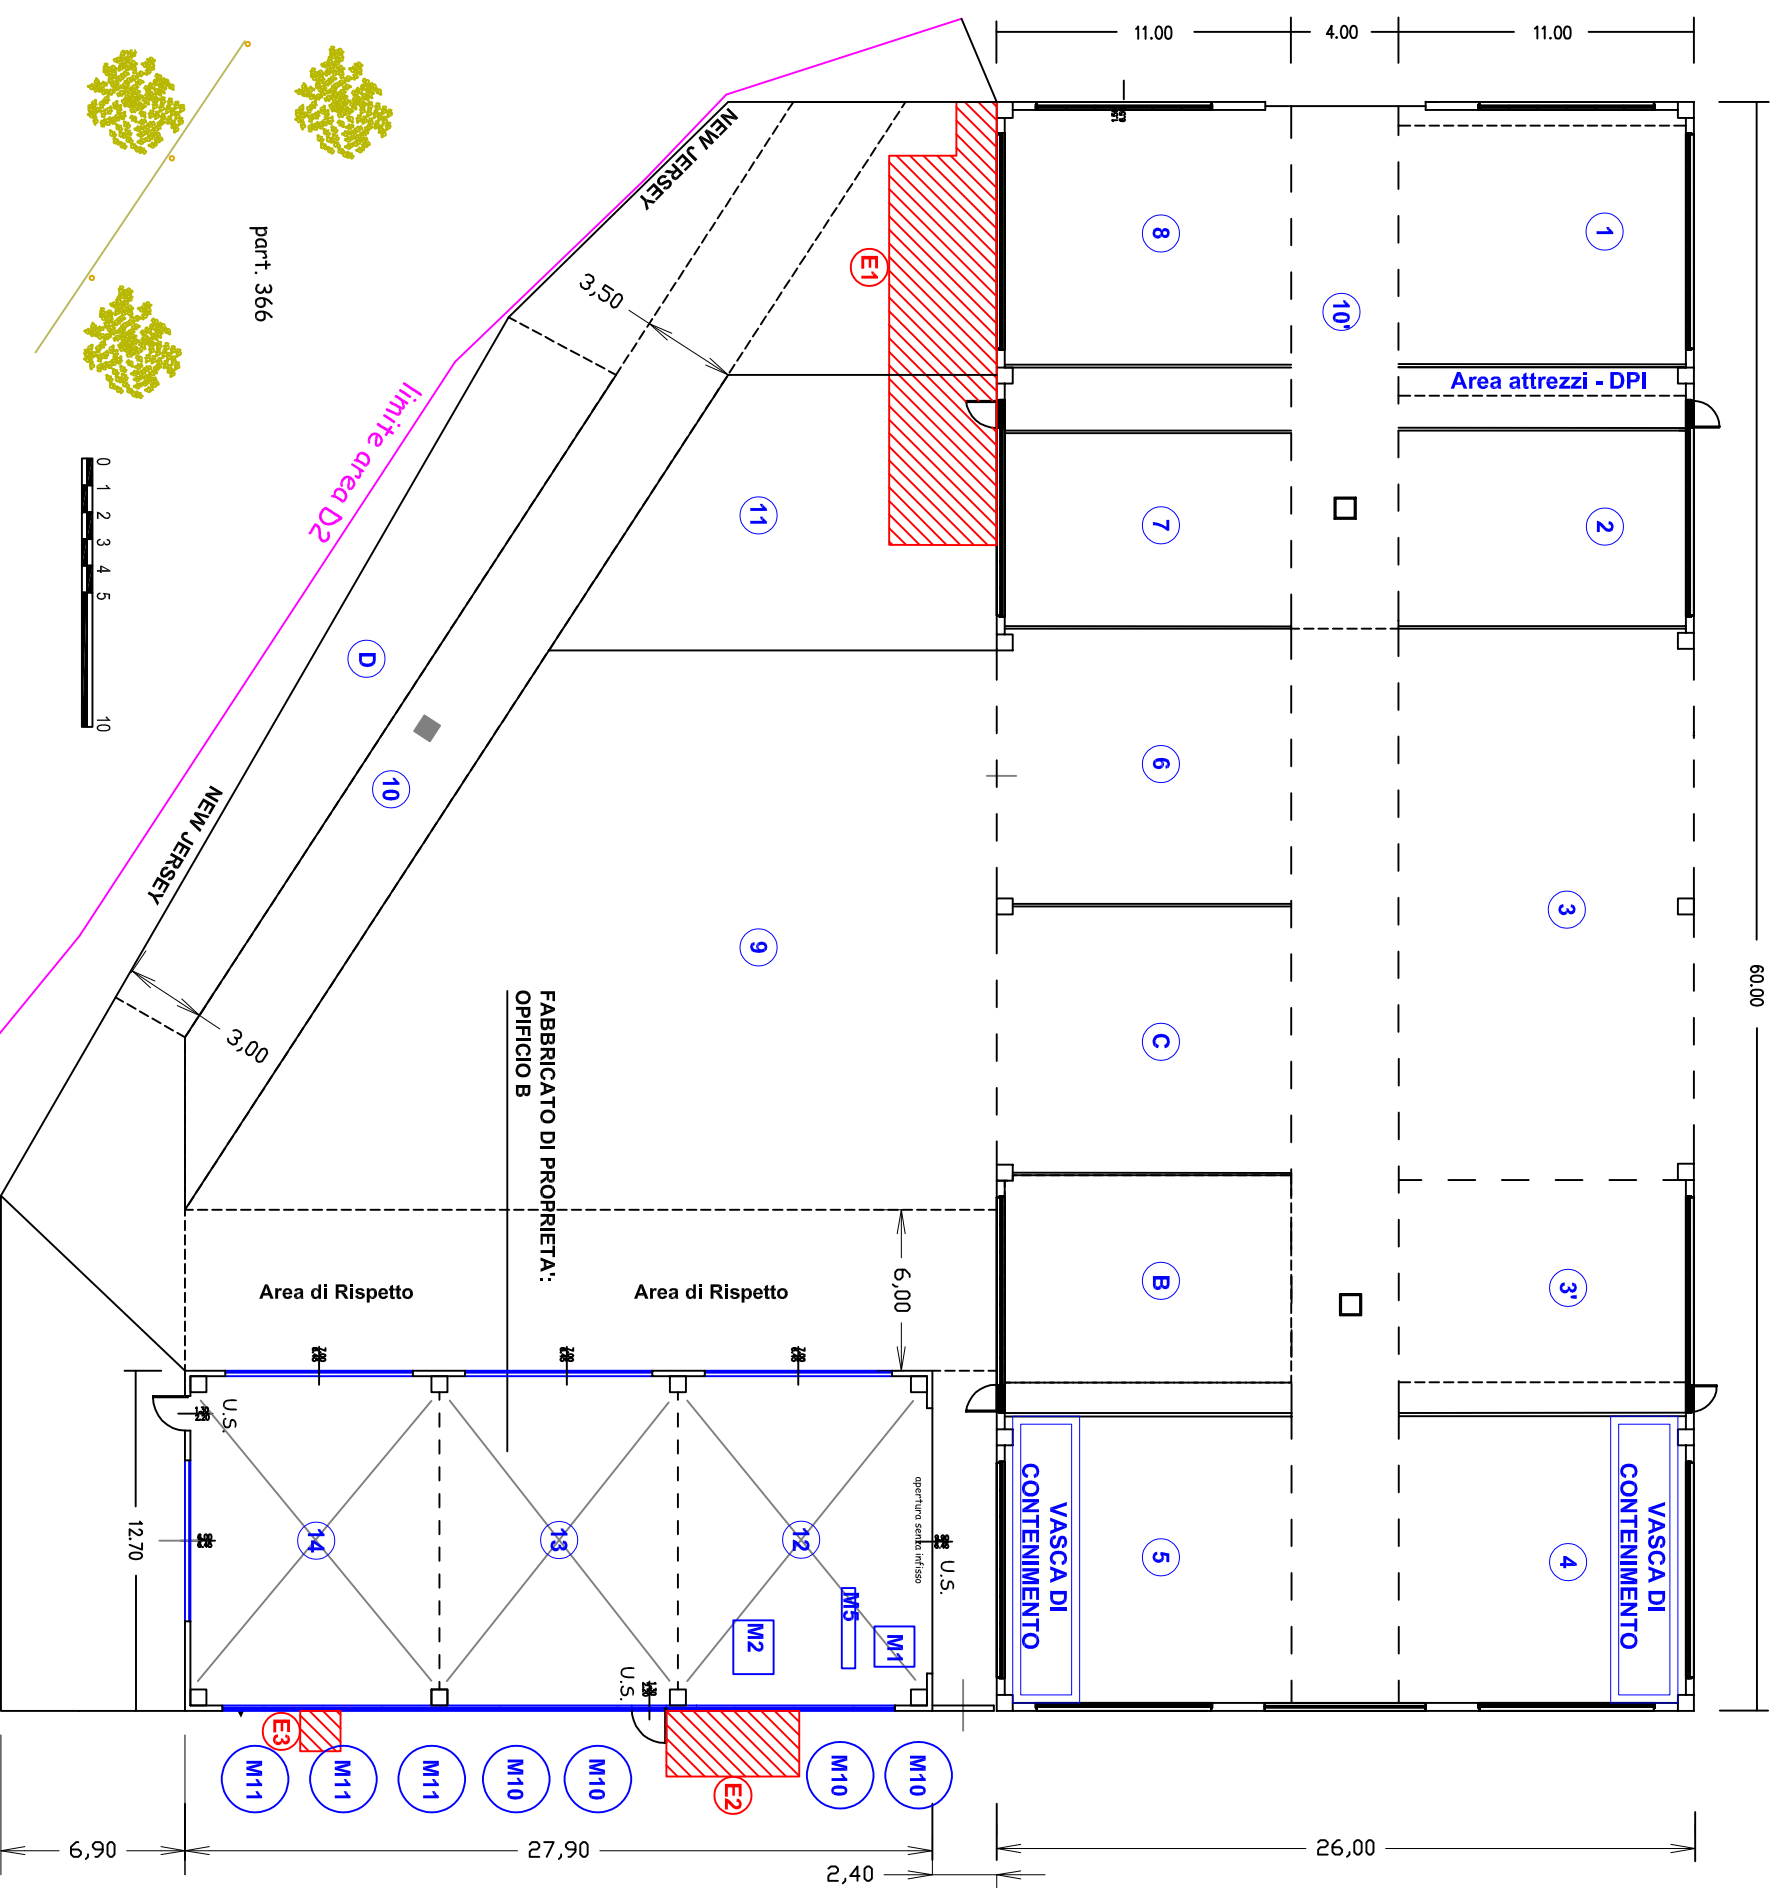 11.00
4.00
11.00
NEW JERSEY
8
1
E1
part. 366
3,50
10'
Area attrezzi - DPI
limite area D2
0 1 2 3 4 5 10
11
7
2
D
10
6
3
NEW JERSEY
9
60.00
3,00
C
FABBRICATO DI PROPRIETA':
OPIFICIO B
B
3'
6,00
Area di Rispetto
Area di Rispetto
U.S.
apertura senza infisso
U.S.
VASCA DI
CONTENIMENTO
VASCA DI
CONTENIMENTO
12.70
14
13
12
5
4
M5
M2
M1
U.S.
E3
E2
M11
M11
M11
M10
M10
M10
M10
6,90
27,90
2,40
26,00